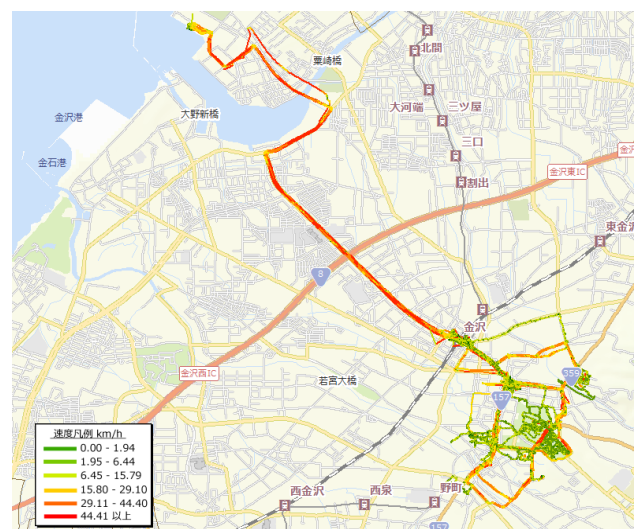 粟崎橋
北間
大野新橋
大河端
三ツ屋
金沢港
三口
金石港
金沢東IC
金沢
割出
東金沢
8
金沢
金沢西IC
若宮大橋
359
157
速度凡例 km/h
0.00 - 1.94
1.95 - 6.44
6.45 - 15.79
15.80 - 29.10
29.11 - 44.40
44.41 以上
西金沢
西泉
野町
157